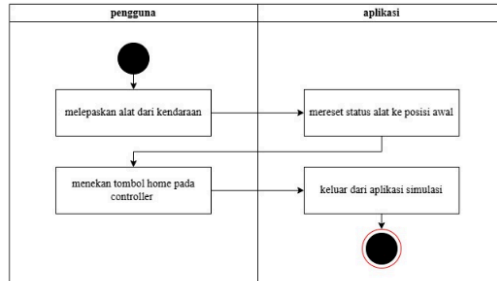 pengguna
aplikasi
melepaskan alat dari kendaraan
mereset status alat ke posisi awal
menekan tombol home pada
controller
keluar dari aplikasi simulasi